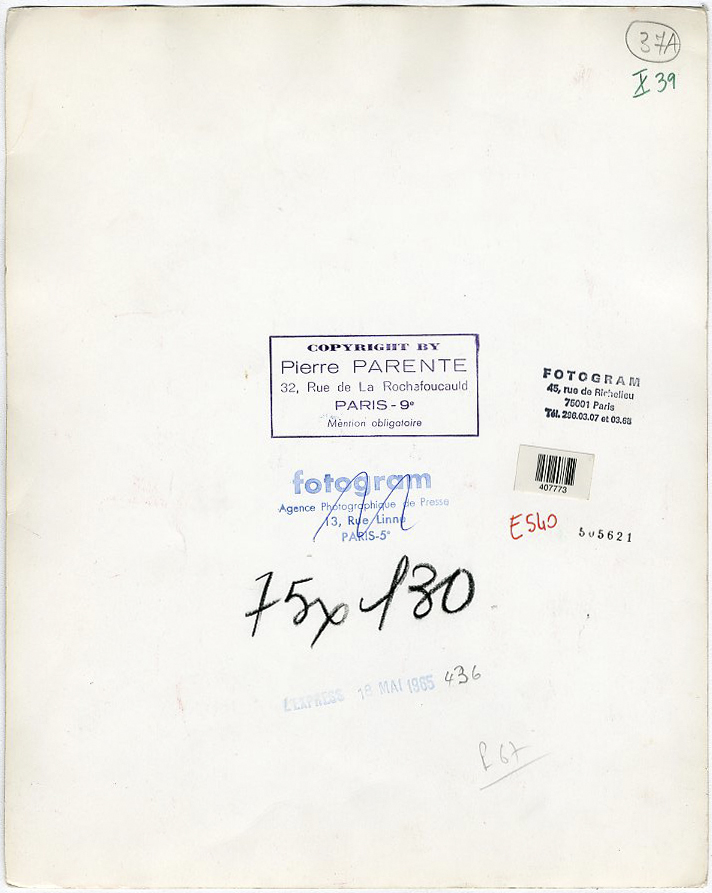 37A
X 39
COPYRIGHT BY
Pierre PARENTE
32, Rue de La Rochefoucauld
PARIS - 9e
Mention obligatoire
FOTOGRAM
45, rue de Richelieu
75001 Paris
Tél. 296.03.07 et 03.68
fotogram
Agence Photographique de Presse
13, Rue Linné
PARIS-5e
407773
E540
505621
75x130
L'EXPRESS 18 MAI 1965 436
67